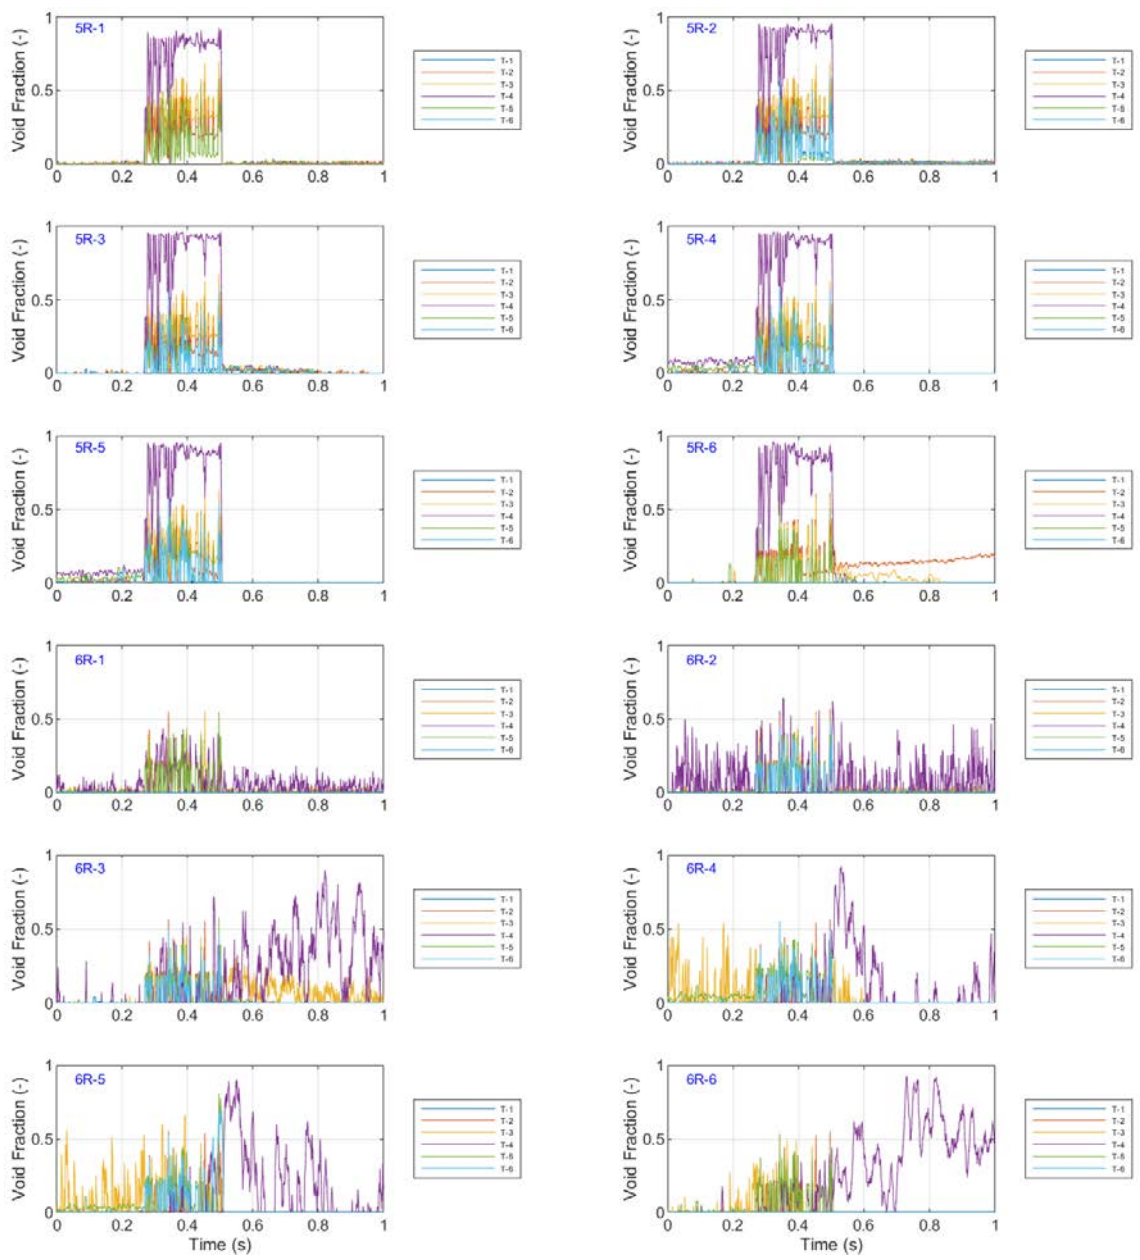 5R-1
Void Fraction (-)
1
0.5
0
0 0.2 0.4 0.6 0.8 1
T-1
T-2
T-3
T-4
T-5
T-6
5R-2
Void Fraction (-)
1
0.5
0
0 0.2 0.4 0.6 0.8 1
T-1
T-2
T-3
T-4
T-5
T-6
5R-3
Void Fraction (-)
1
0.5
0
0 0.2 0.4 0.6 0.8 1
T-1
T-2
T-3
T-4
T-5
T-6
5R-4
Void Fraction (-)
1
0.5
0
0 0.2 0.4 0.6 0.8 1
T-1
T-2
T-3
T-4
T-5
T-6
5R-5
Void Fraction (-)
1
0.5
0
0 0.2 0.4 0.6 0.8 1
T-1
T-2
T-3
T-4
T-5
T-6
5R-6
Void Fraction (-)
1
0.5
0
0 0.2 0.4 0.6 0.8 1
T-1
T-2
T-3
T-4
T-5
T-6
6R-1
Void Fraction (-)
1
0.5
0
0 0.2 0.4 0.6 0.8 1
T-1
T-2
T-3
T-4
T-5
T-6
6R-2
Void Fraction (-)
1
0.5
0
0 0.2 0.4 0.6 0.8 1
T-1
T-2
T-3
T-4
T-5
T-6
6R-3
Void Fraction (-)
1
0.5
0
0 0.2 0.4 0.6 0.8 1
T-1
T-2
T-3
T-4
T-5
T-6
6R-4
Void Fraction (-)
1
0.5
0
0 0.2 0.4 0.6 0.8 1
T-1
T-2
T-3
T-4
T-5
T-6
6R-5
Void Fraction (-)
1
0.5
0
0 0.2 0.4 0.6 0.8 1
Time (s)
T-1
T-2
T-3
T-4
T-5
T-6
6R-6
Void Fraction (-)
1
0.5
0
0 0.2 0.4 0.6 0.8 1
Time (s)
T-1
T-2
T-3
T-4
T-5
T-6